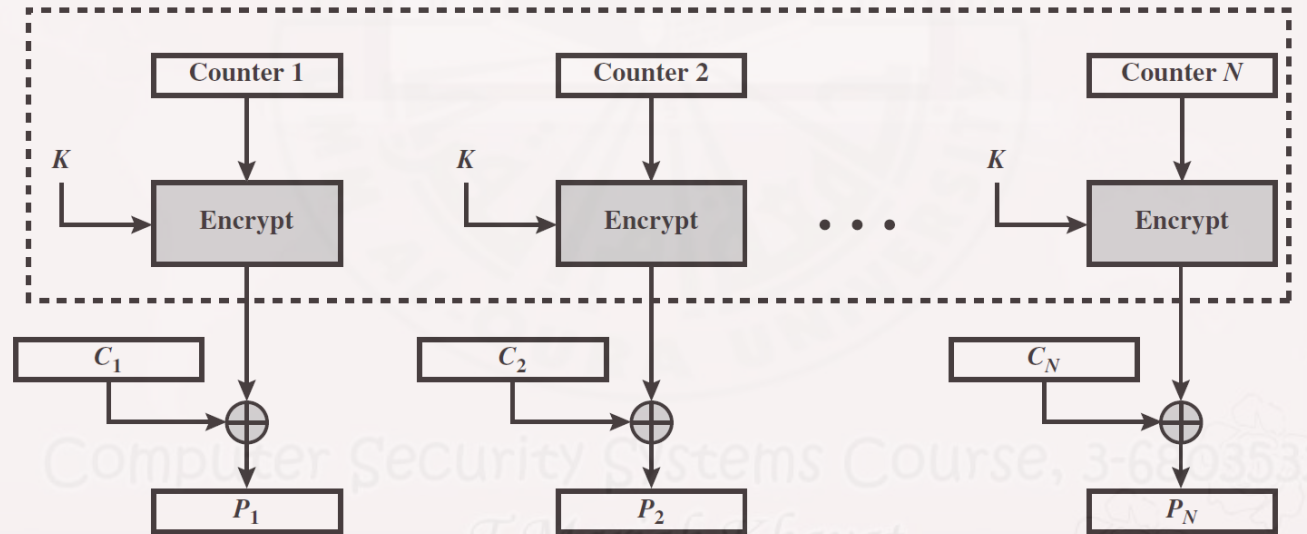 Counter 1 Counter 2 Counter N
K K K
Encrypt Encrypt • • • Encrypt
C1 C2 CN
Computer Security Systems Course, 3-680353
P1 P2 PN